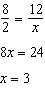 8/2 = 12/x
8x = 24
x = 3